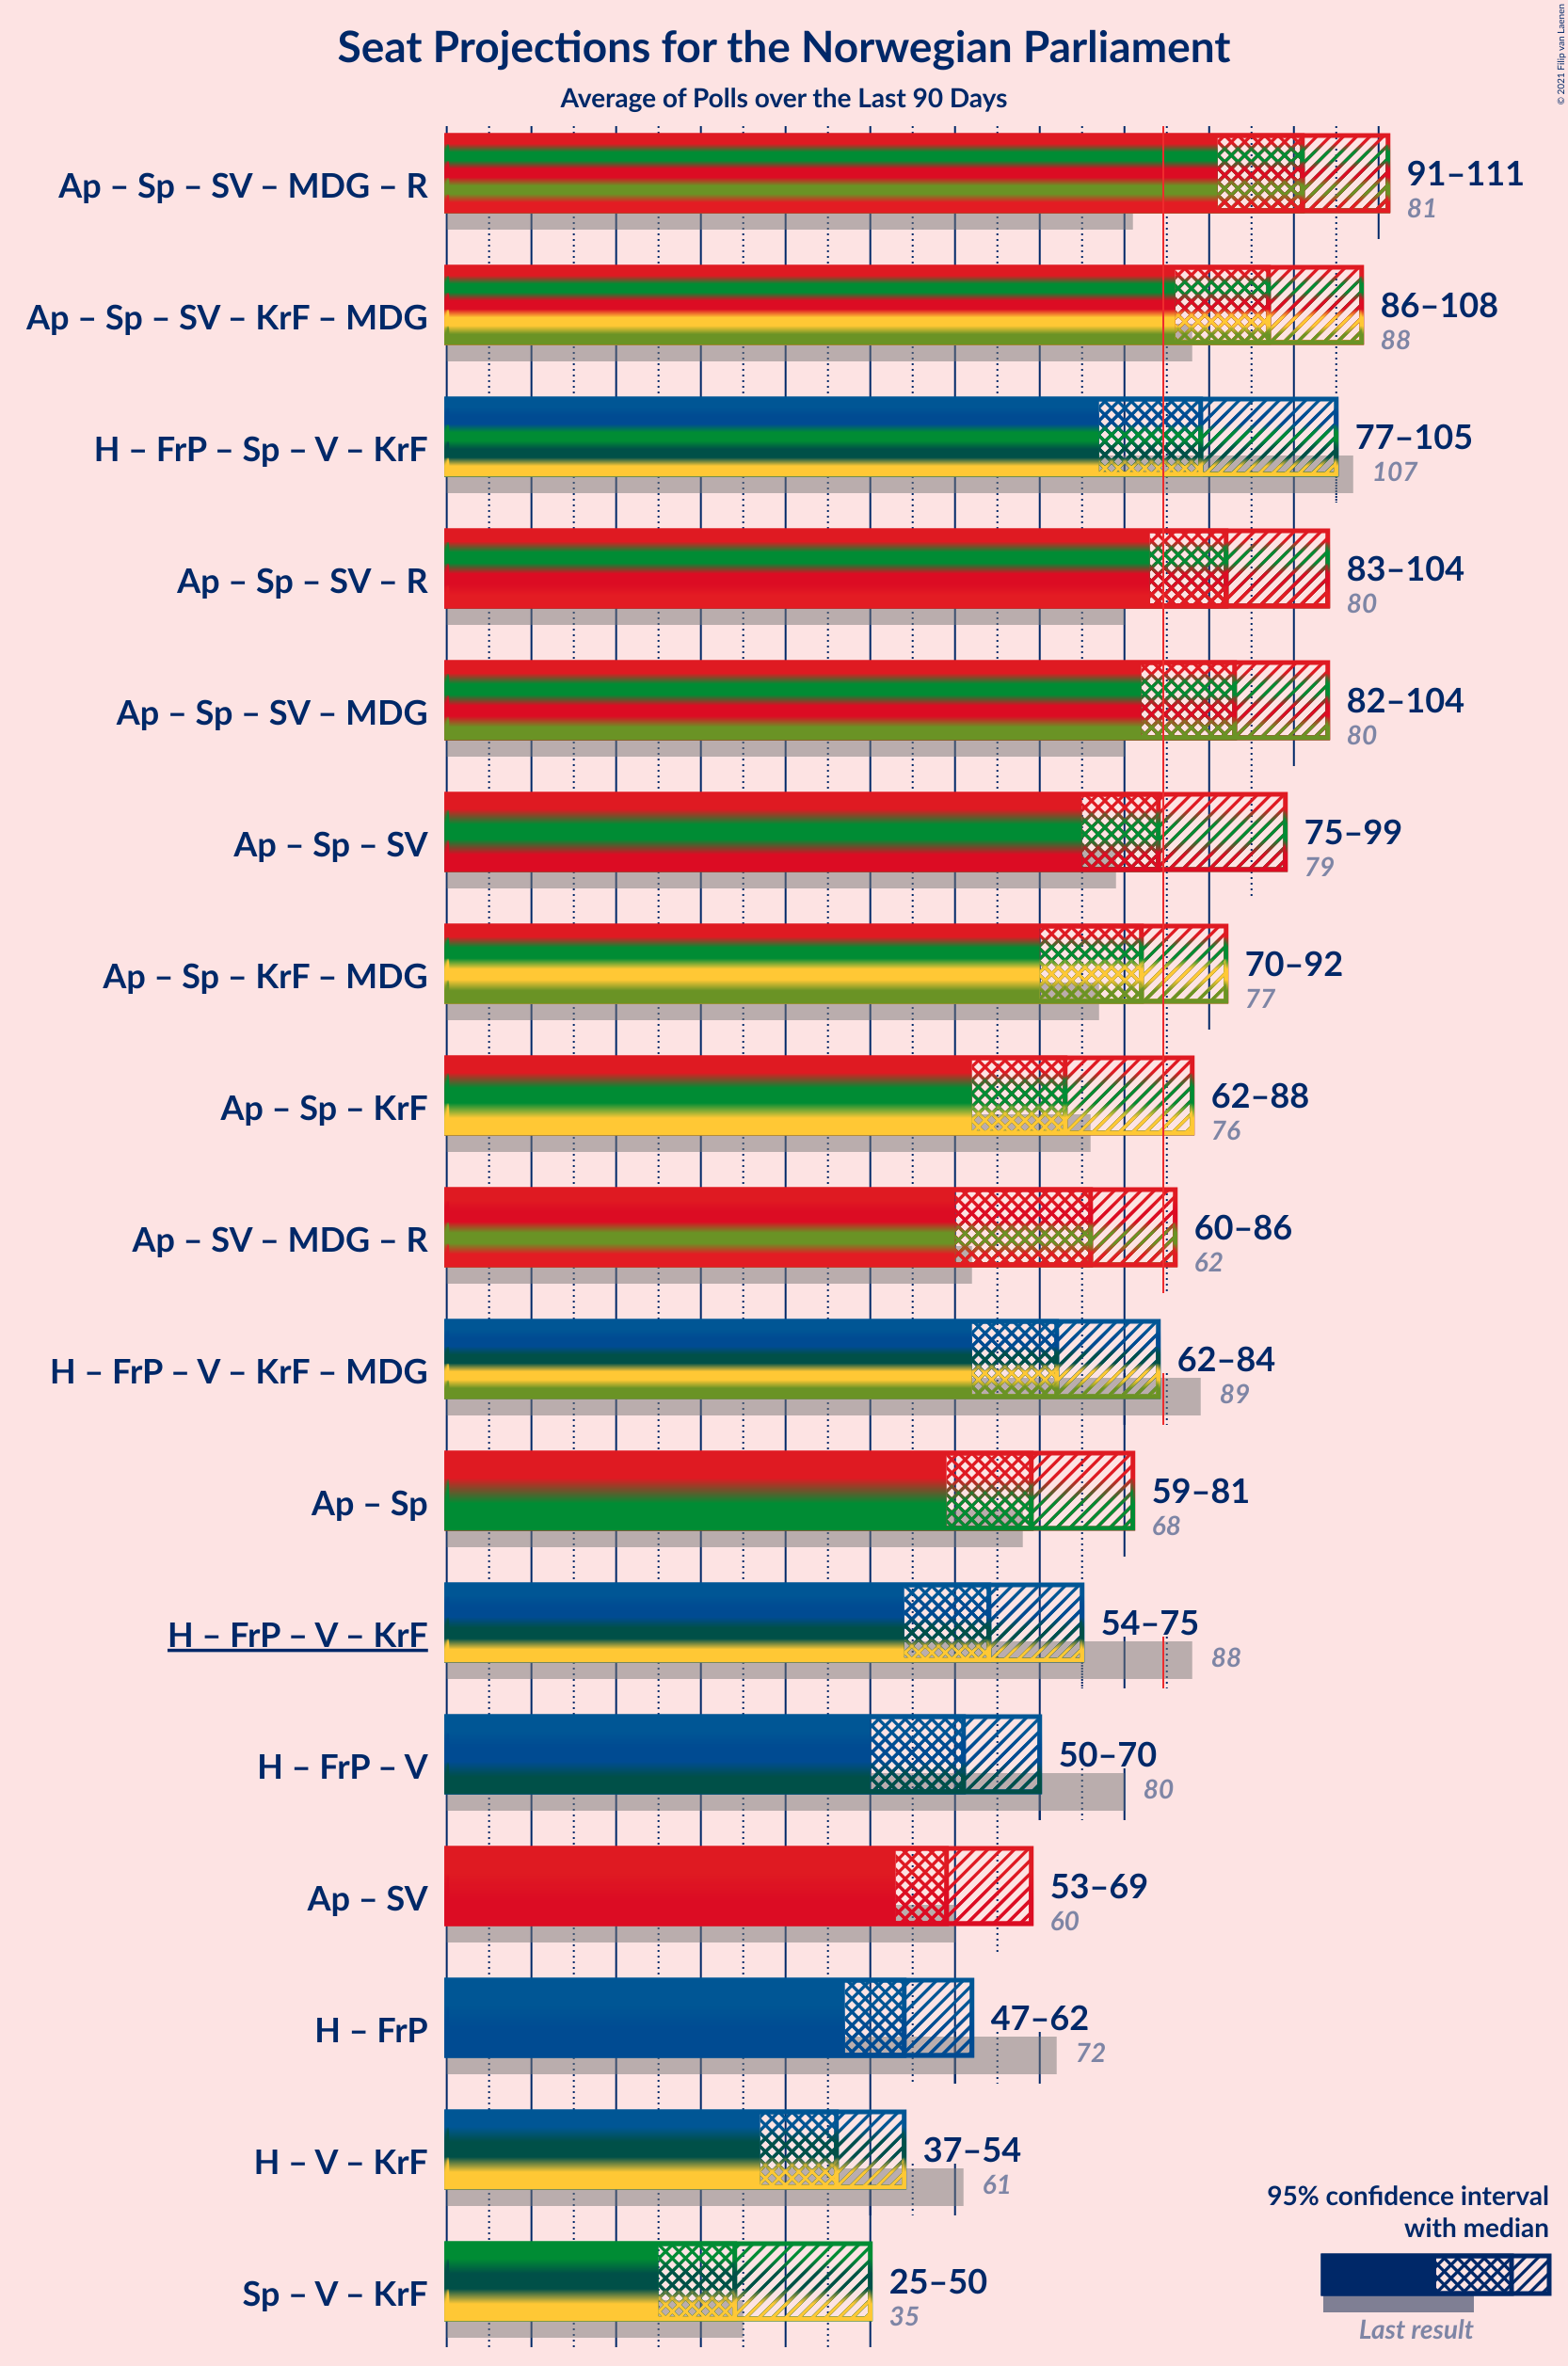 Seat Projections for the Norwegian Parliament
Average of Polls over the Last 90 Days
© 2021 Filip van Laenen
Ap – Sp – SV – MDG – R
91–111
81
Ap – Sp – SV – KrF – MDG
86–108
88
H – FrP – Sp – V – KrF
77–105
107
Ap – Sp – SV – R
83–104
80
Ap – Sp – SV – MDG
82–104
80
Ap – Sp – SV
75–99
79
Ap – Sp – KrF – MDG
70–92
77
Ap – Sp – KrF
62–88
76
Ap – SV – MDG – R
60–86
62
H – FrP – V – KrF – MDG
62–84
89
Ap – Sp
59–81
68
H – FrP – V – KrF
54–75
88
H – FrP – V
50–70
80
Ap – SV
53–69
60
H – FrP
47–62
72
H – V – KrF
37–54
61
Sp – V – KrF
25–50
35
95% confidence interval
with median
Last result